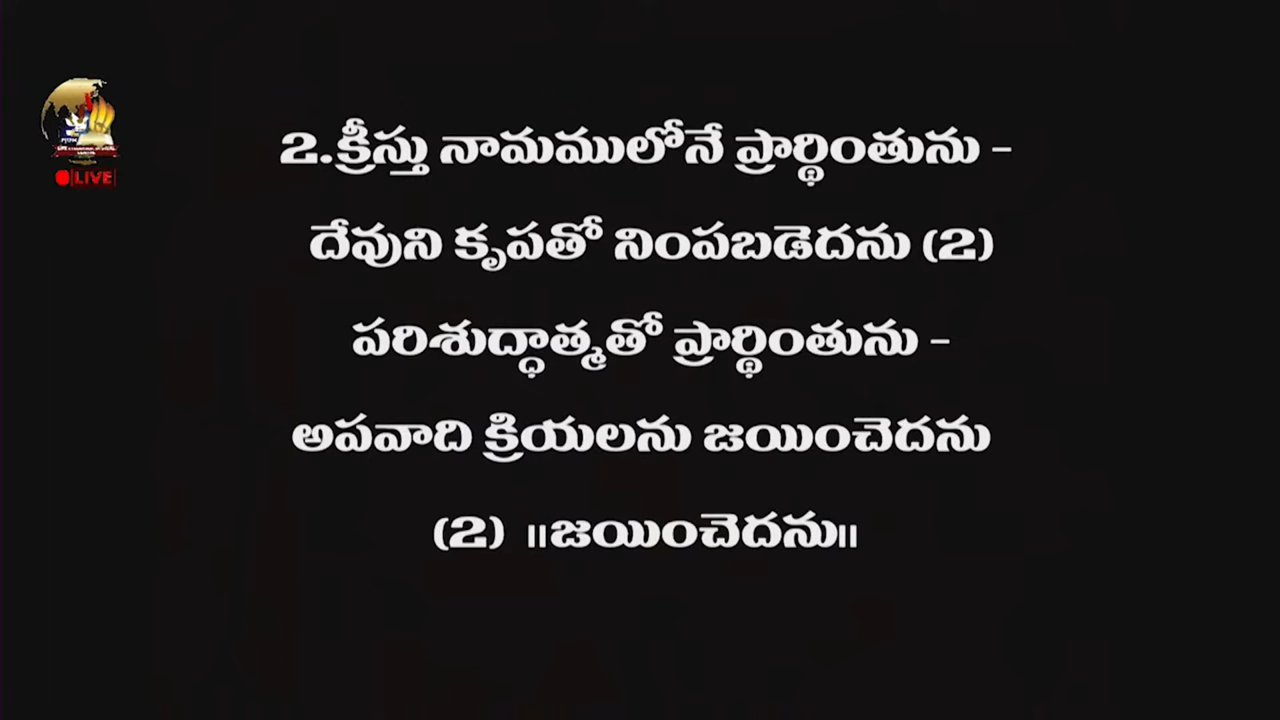 LIVE
2.క్రీస్తు నామములోనే ప్రార్థింతును -
దేవుని కృపతో నింపబడెదను (2)
పరిశుద్ధాత్మతో ప్రార్థింతును -
అపవాది క్రియలను జయించెదను
(2) ॥జయించెదను॥